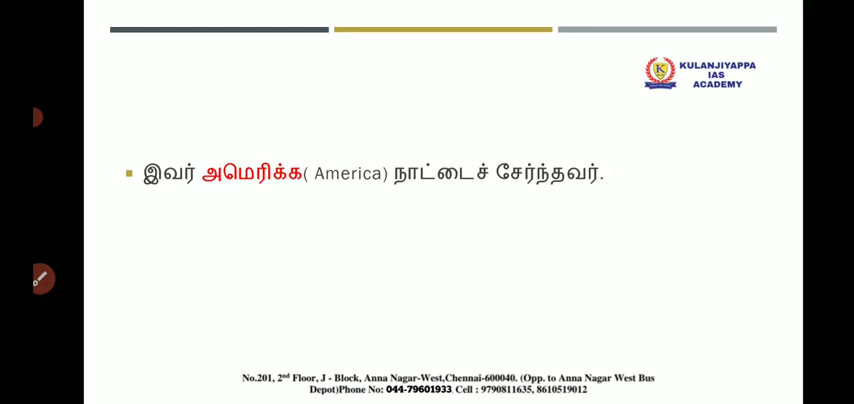 KULANJIYAPPA
IAS
ACADEMY
இவர் அமெரிக்க( America) நாட்டைச் சேர்ந்தவர்.
No.201, 2nd Floor, J - Block, Anna Nagar-West,Chennai-600040. (Opp. to Anna Nagar West Bus
Depot)Phone No: 044-79601933, Cell : 9790811635, 8610519012